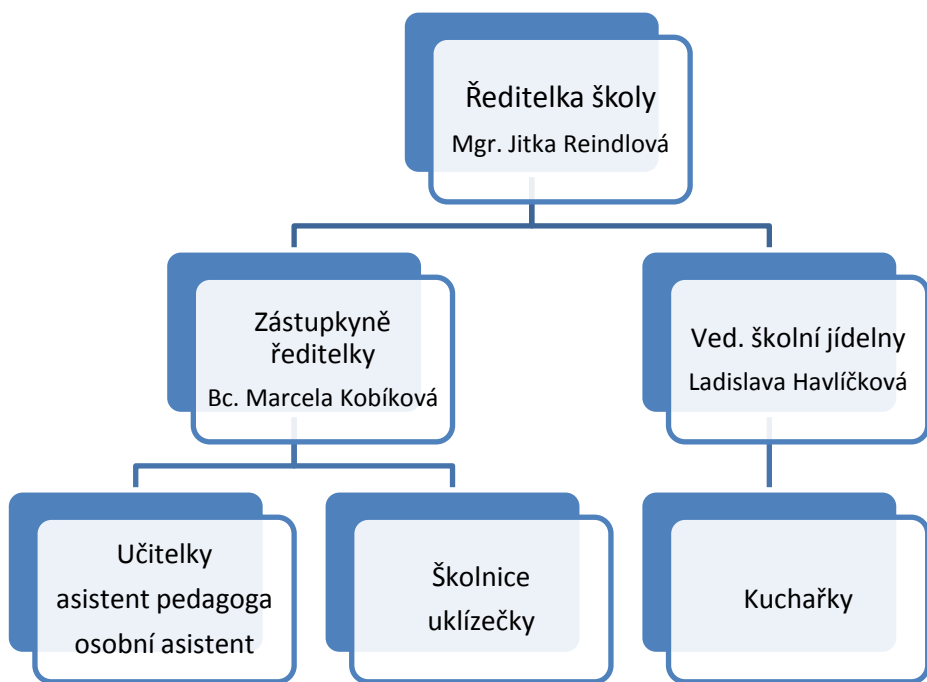 Ředitelka školy
Mgr. Jitka Reindlová
Zástupkyně
ředitelky
Bc. Marcela Kobíková
Ved. školní jídelny
Ladislava Havlíčková
Učitelky
asistent pedagoga
osobní asistent
Školnice
uklízečky
Kuchařky